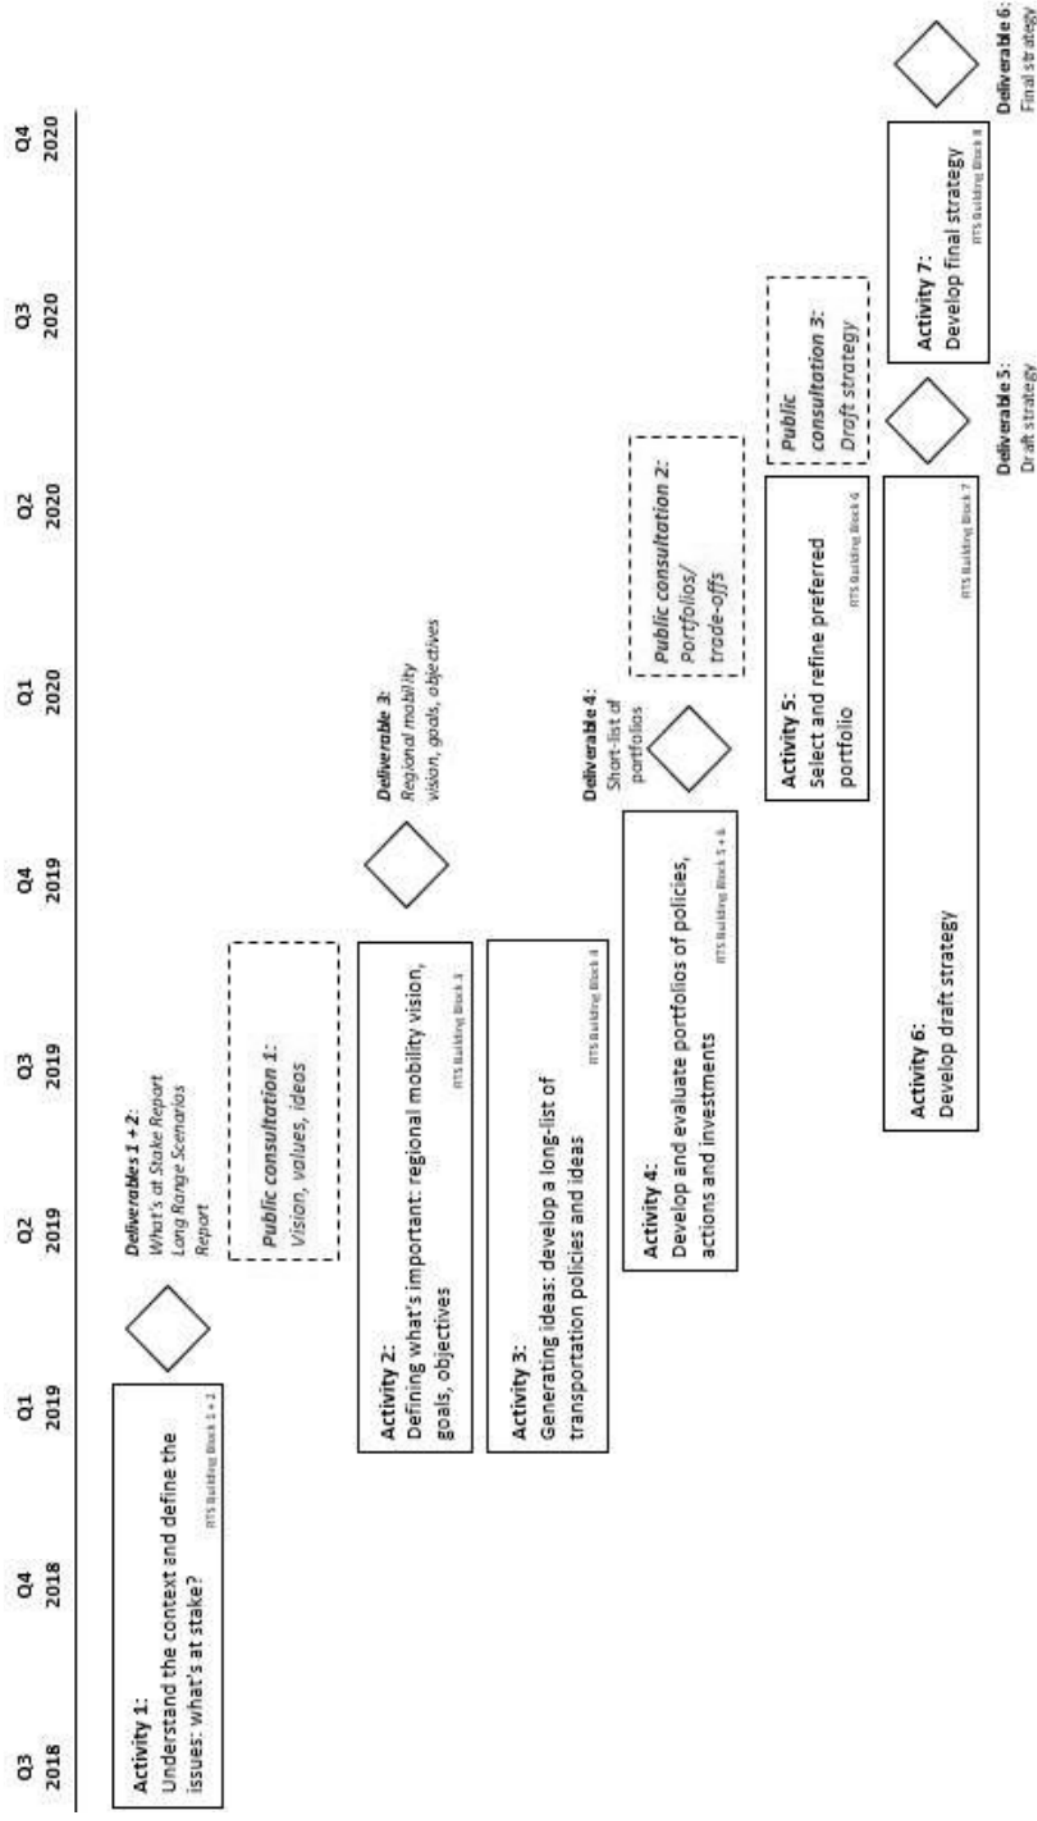 Q3 Q4 Q1 Q2 Q3 Q4 Q1 Q2 Q3 Q4
2018 2018 2019 2019 2019 2019 2020 2020 2020 2020
Activity 1:
Understand the context and define the
issues: what's at stake?
RTS Building Block 1 + 2
Deliverables 1 + 2:
What's at Stake Report
Long Range Scenarios
Report
Public consultation 1:
Vision, values, ideas
Activity 2:
Defining what's important: regional mobility vision,
goals, objectives
RTS Building Block 3
Deliverable 3:
Regional mobility
vision, goals, objectives
Activity 3:
Generating ideas: develop a long-list of
transportation policies and ideas
RTS Building Block 4
Activity 4:
Develop and evaluate portfolios of policies,
actions and investments
RTS Building Block 5 + 6
Deliverable 4:
Short-list of
portfolios
Public consultation 2:
Portfolios/
trade-offs
Activity 5:
Select and refine preferred
portfolio
RTS Building Block 6
Public
consultation 3:
Draft strategy
Activity 6:
Develop draft strategy
RTS Building Block 7
Deliverable 5:
Draft strategy
Activity 7:
Develop final strategy
RTS Building Block 8
Deliverable 6:
Final strategy